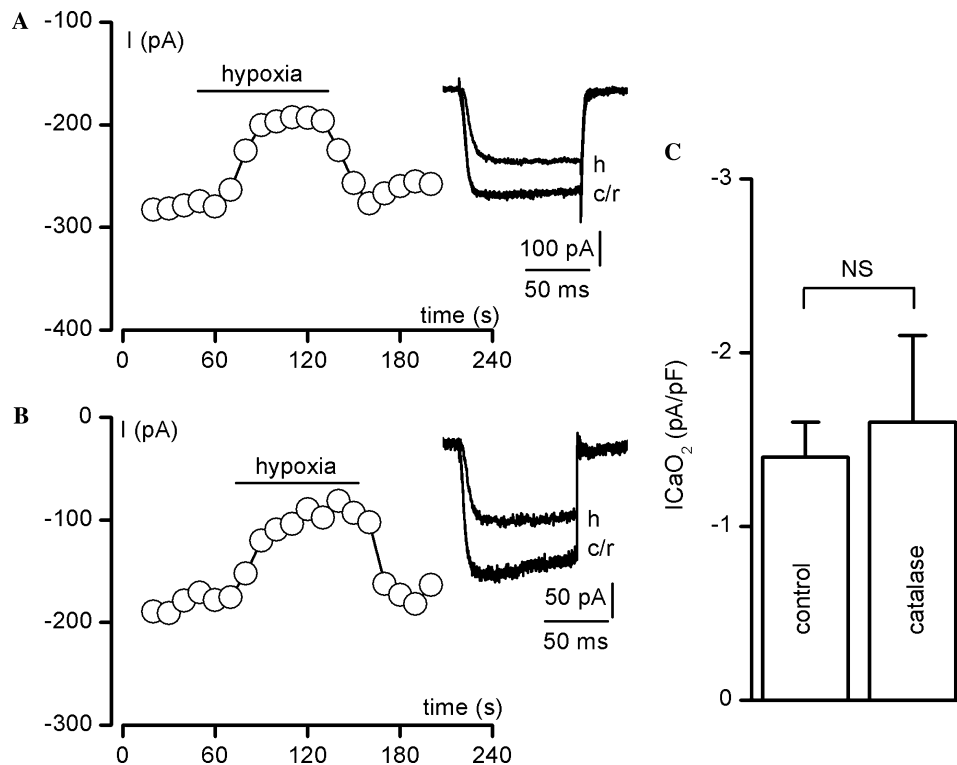 A
I (pA)
-100
-200
-300
-400
hypoxia
h
c/r
100 pA
50 ms
time (s)
0 60 120 180 240
B
I (pA)
0
-100
-200
-300
hypoxia
h
c/r
50 pA
50 ms
time (s)
0 60 120 180 240
C
ICaO2 (pA/pF)
-3
-2
-1
0
NS
control
catalase